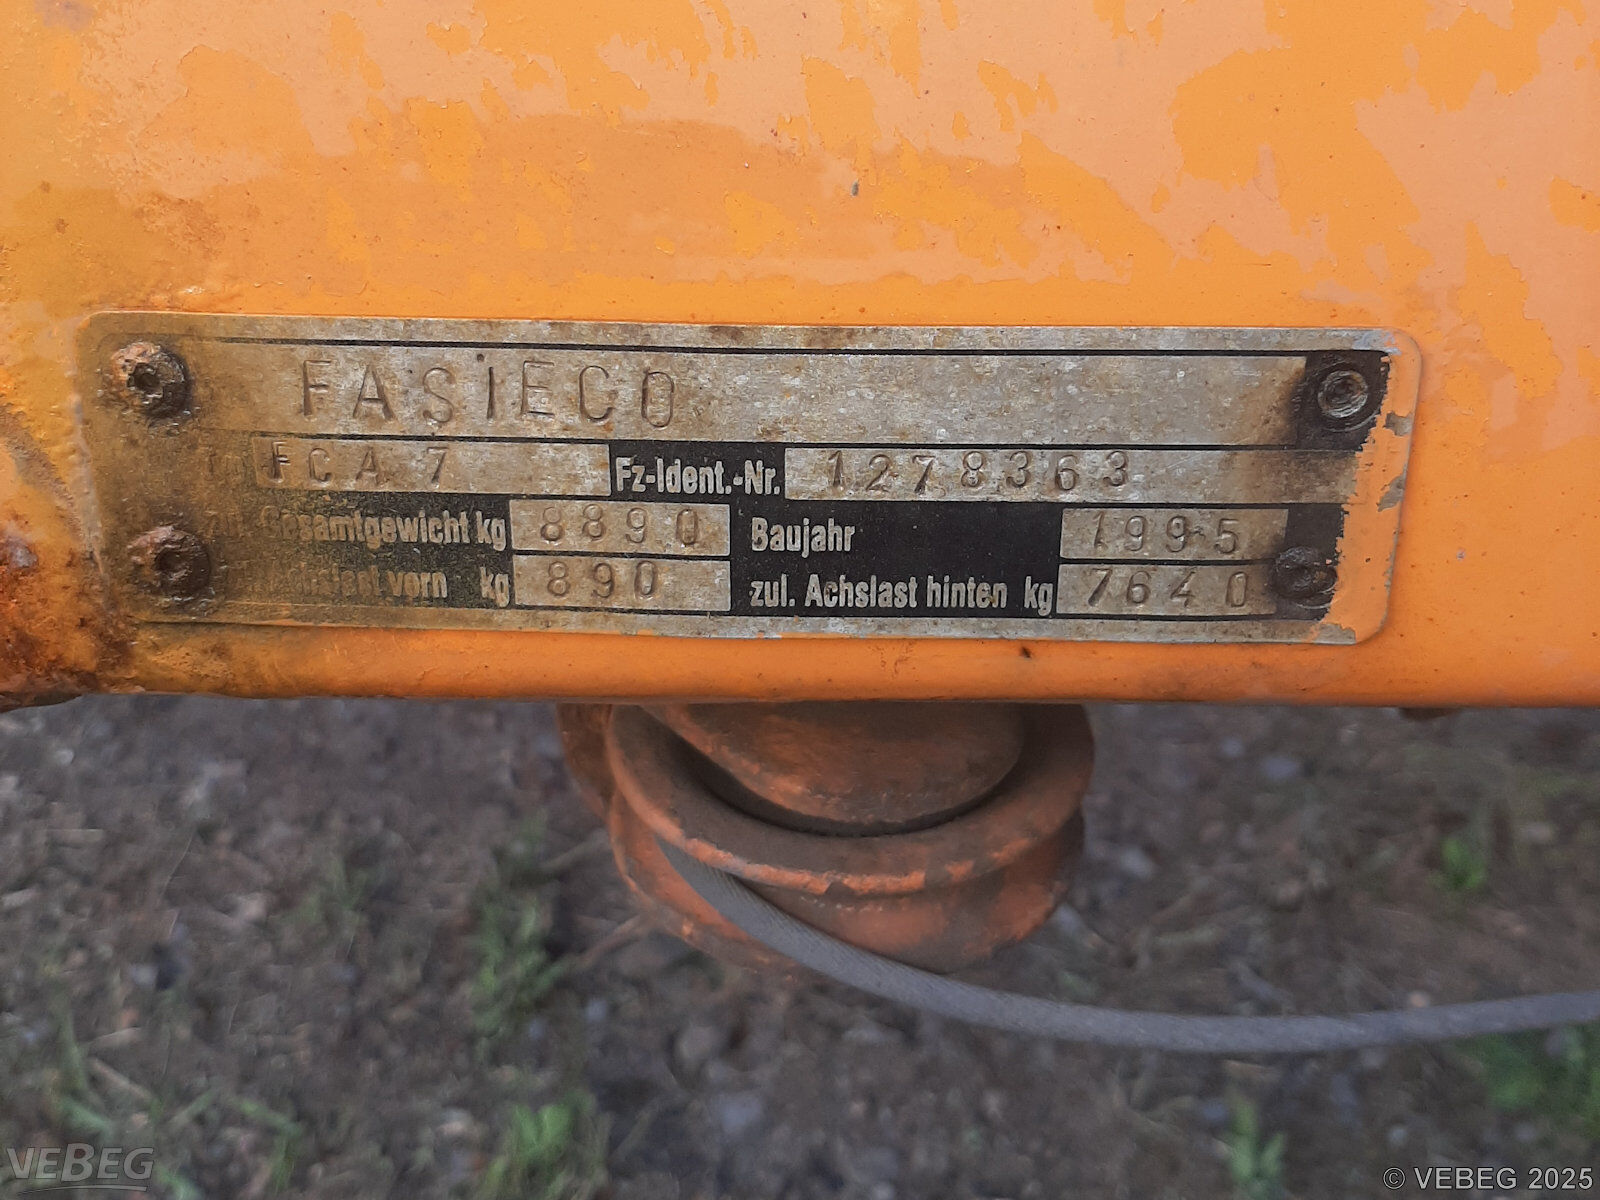 FASIECO
FCA 7 Fz-Ident.-Nr. 1278363
Gesamtgewicht kg 8890 Baujahr 1995
vorn kg 890 zul. Achslast hinten kg 7640
VEBEG
© VEBEG 2025